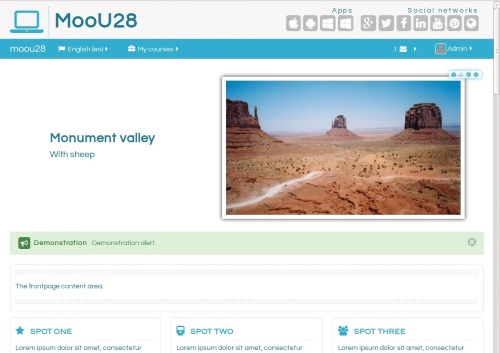 Apps
Social networks
MooU28
moou28
English (en)
My courses
1
Admin
Monument valley
With sheep
Demonstration Demonstration alert.
The frontpage content area.
SPOT ONE
SPOT TWO
SPOT THREE
Lorem ipsum dolor sit amet, consectetur
Lorem ipsum dolor sit amet, consectetur
Lorem ipsum dolor sit amet, consectetur